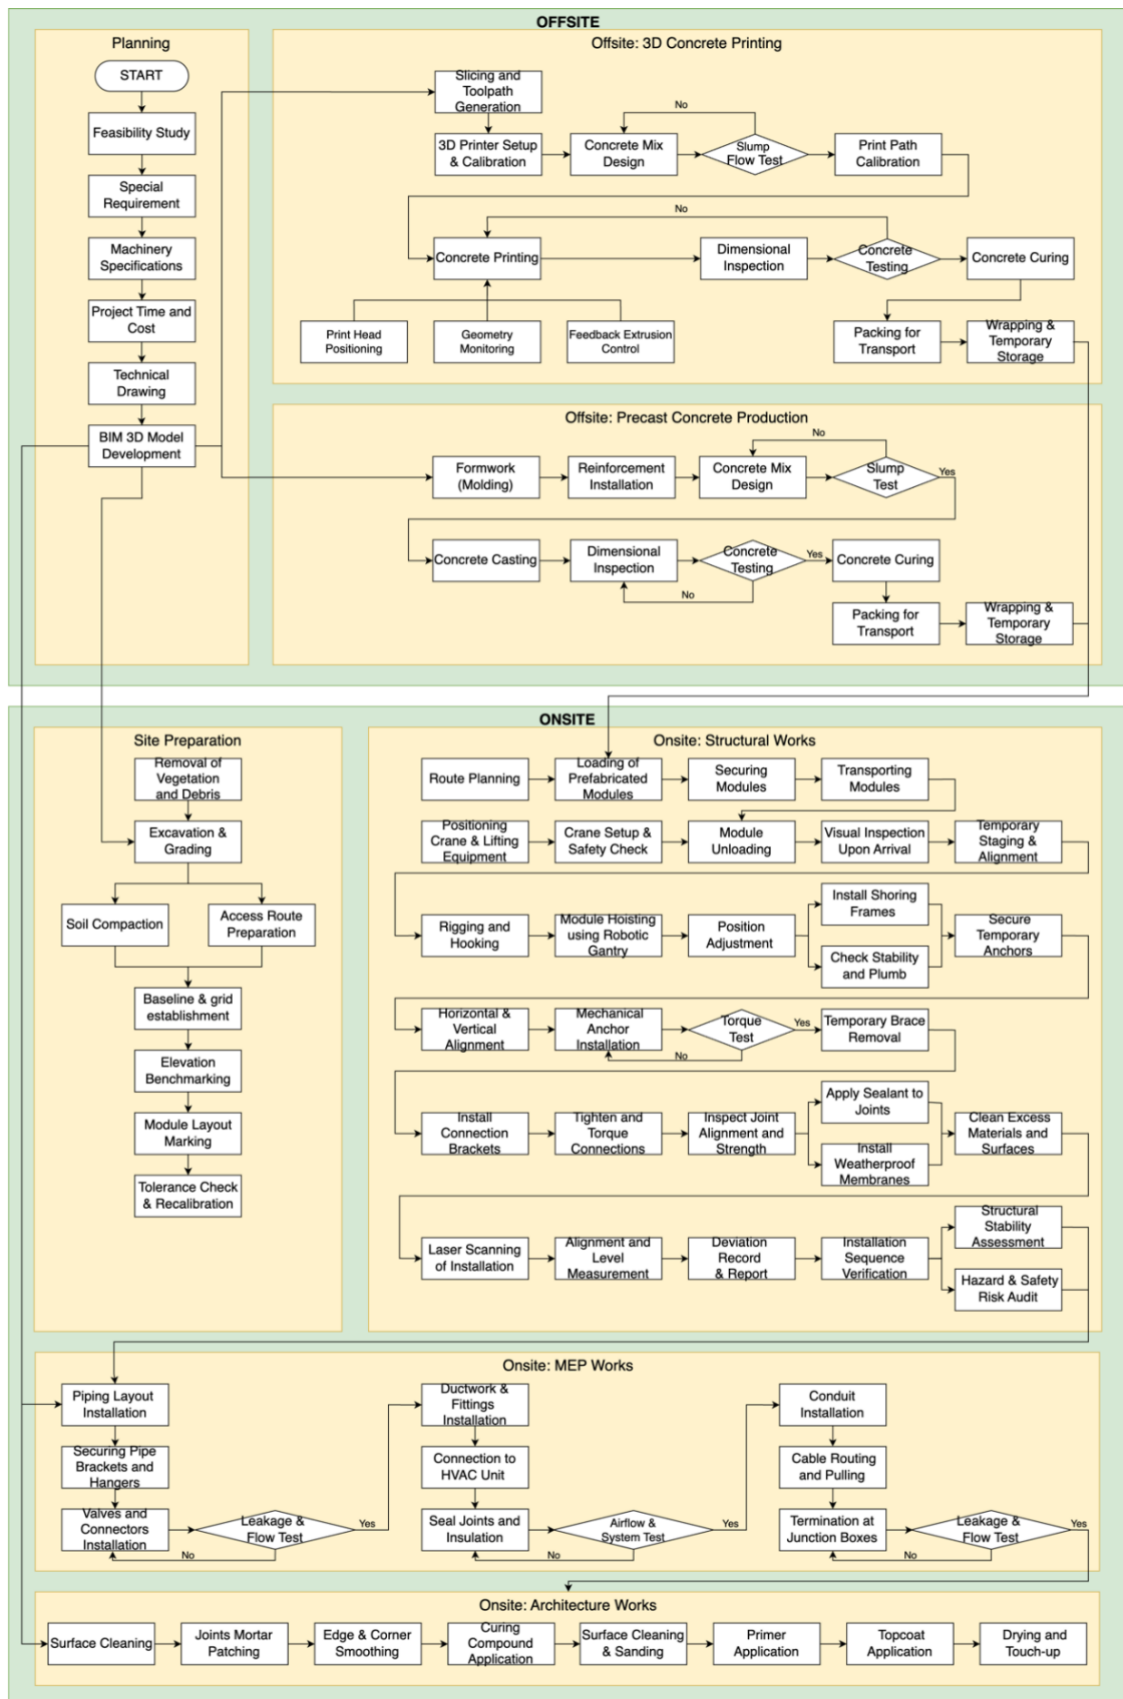 OFFSITE
Planning
START
Feasibility Study
Special
Requirement
Machinery
Specifications
Project Time and
Cost
Technical
Drawing
BIM 3D Model
Development
Offsite: 3D Concrete Printing
Slicing and
Toolpath
Generation
3D Printer Setup
& Calibration
Concrete Mix
Design
No
Slump
Flow Test
Print Path
Calibration
No
Concrete Printing
Dimensional
Inspection
Concrete
Testing
Concrete Curing
Print Head
Positioning
Geometry
Monitoring
Feedback Extrusion
Control
Packing for
Transport
Wrapping &
Temporary
Storage
Offsite: Precast Concrete Production
Formwork
(Molding)
Reinforcement
Installation
Concrete Mix
Design
No
Slump
Test
Yes
Concrete Casting
Dimensional
Inspection
Concrete
Testing
Yes
No
Concrete Curing
Packing for
Transport
Wrapping &
Temporary
Storage
ONSITE
Site Preparation
Removal of
Vegetation
and Debris
Excavation &
Grading
Soil Compaction
Access Route
Preparation
Baseline & grid
establishment
Elevation
Benchmarking
Module Layout
Marking
Tolerance Check
& Recalibration
Onsite: Structural Works
Route Planning
Loading of
Prefabricated
Modules
Securing
Modules
Transporting
Modules
Positioning
Crane & Lifting
Equipment
Crane Setup &
Safety Check
Module
Unloading
Visual Inspection
Upon Arrival
Temporary
Staging &
Alignment
Rigging and
Hooking
Module Hoisting
using Robotic
Gantry
Position
Adjustment
Install Shoring
Frames
Check Stability
and Plumb
Secure
Temporary
Anchors
Horizontal &
Vertical
Alignment
Mechanical
Anchor
Installation
Torque
Test
Yes
No
Temporary Brace
Removal
Install
Connection
Brackets
Tighten and
Torque
Connections
Inspect Joint
Alignment and
Strength
Apply Sealant to
Joints
Install
Weatherproof
Membranes
Clean Excess
Materials and
Surfaces
Laser Scanning
of Installation
Alignment and
Level
Measurement
Deviation
Record
& Report
Installation
Sequence
Verification
Structural
Stability
Assessment
Hazard & Safety
Risk Audit
Onsite: MEP Works
Piping Layout
Installation
Securing Pipe
Brackets and
Hangers
Valves and
Connectors
Installation
Leakage &
Flow Test
Yes
No
Ductwork &
Fittings
Installation
Connection to
HVAC Unit
Seal Joints and
Insulation
Airflow &
System Test
Yes
No
Conduit
Installation
Cable Routing
and Pulling
Termination at
Junction Boxes
Leakage &
Flow Test
Yes
No
Onsite: Architecture Works
Surface Cleaning
Joints Mortar
Patching
Edge & Corner
Smoothing
Curing
Compound
Application
Surface Cleaning
& Sanding
Primer
Application
Topcoat
Application
Drying and
Touch-up